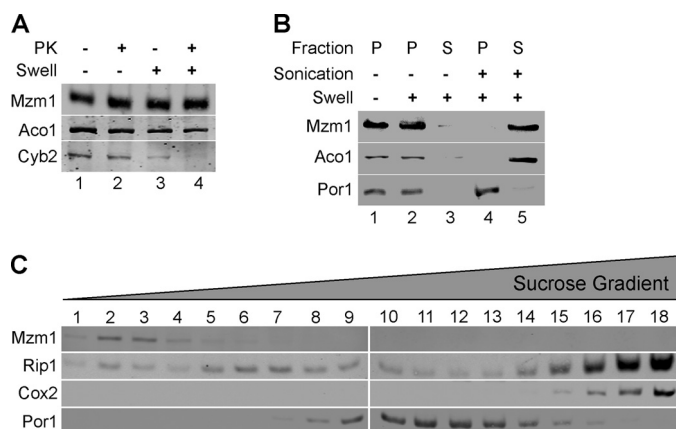 A
PK - + - +
Swell - - + +
Mzm1
Aco1
Cyb2
1 2 3 4
B
Fraction P P S P S
Sonication - - - + +
Swell - + + + +
Mzm1
Aco1
Por1
1 2 3 4 5
C
Sucrose Gradient
1 2 3 4 5 6 7 8 9 10 11 12 13 14 15 16 17 18
Mzm1
Rip1
Cox2
Por1